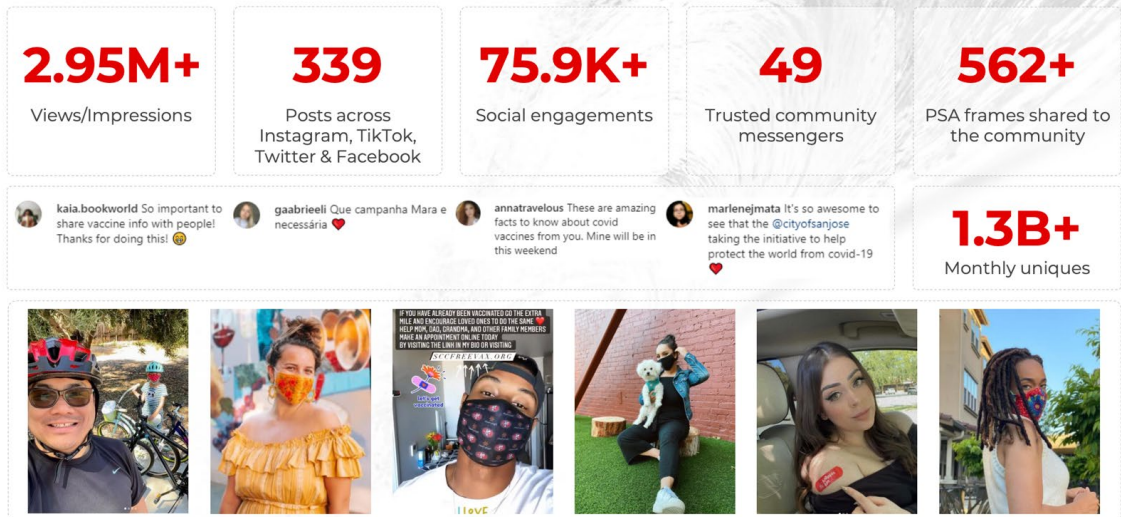 2.95M+
Views/Impressions
339
Posts across
Instagram, TikTok,
Twitter & Facebook
75.9K+
Social engagements
49
Trusted community
messengers
562+
PSA frames shared to
the community
kaia.bookworld So important to
share vaccine info with people!
Thanks for doing this! 😁
gaabrieeli Que campanha Mara e
necessária ❤️
annatravelous These are amazing
facts to know about covid
vaccines from you. Mine will be in
this weekend
marlenejmata It's so awesome to
see that the @cityofsanjose
taking the initiative to help
protect the world from covid-19
❤️
1.3B+
Monthly uniques
IF YOU HAVE ALREADY BEEN VACCINATED GO THE EXTRA
MILE AND ENCOURAGE LOVED ONES TO DO THE SAME ❤️
HELP MOM, DAD, GRANDMA, AND OTHER FAMILY MEMBERS
MAKE AN APPOINTMENT ONLINE TODAY
BY VISITING THE LINK IN MY BIO OR VISITING
SCCFREEVAX.ORG
let's get
vaccinated
I LOVE